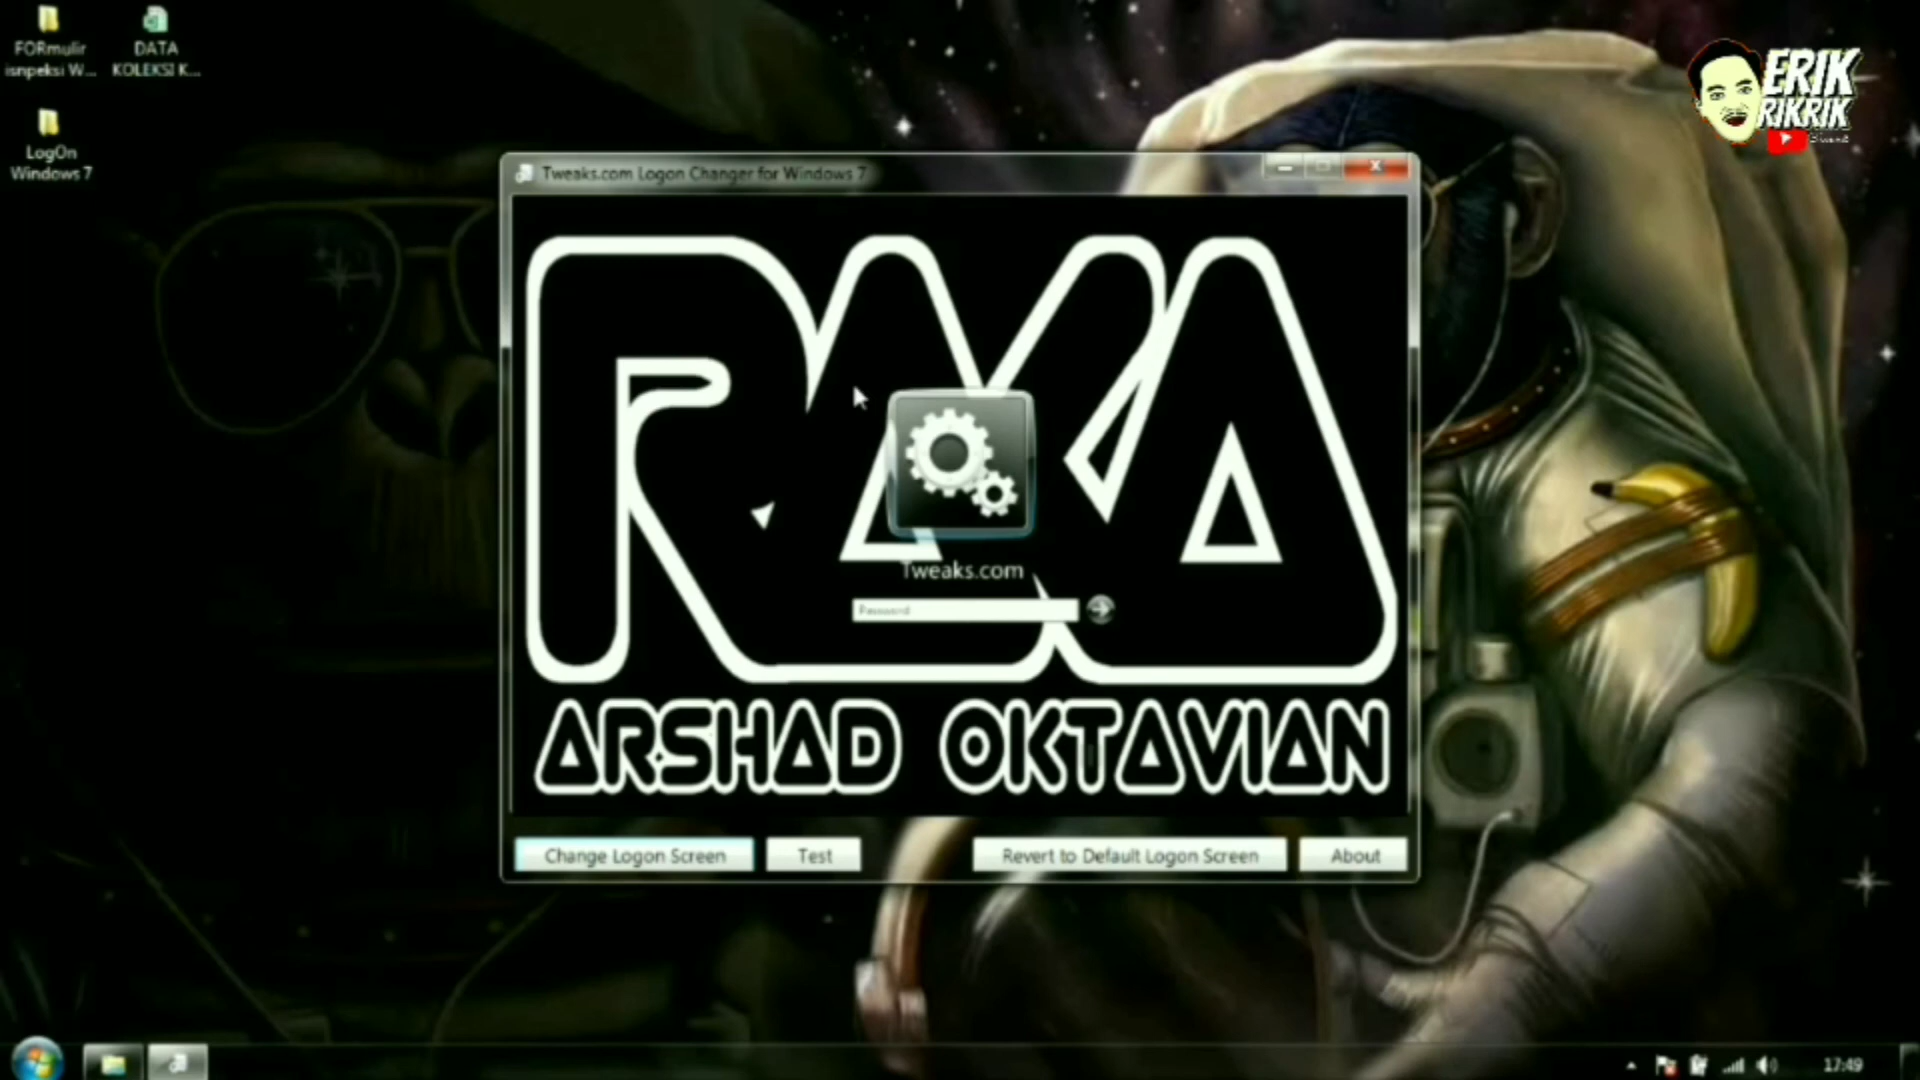 FORmulir
isnpeksi W...
DATA
KOLEKSI K...
LogOn
Windows 7
ERIK
RIKRIK
Tweaks.com Logon Changer for Windows 7
RAKA
Tweaks.com
Password
ARSHAD OKTAVIAN
Change Logon Screen
Test
Revert to Default Logon Screen
About
17:49